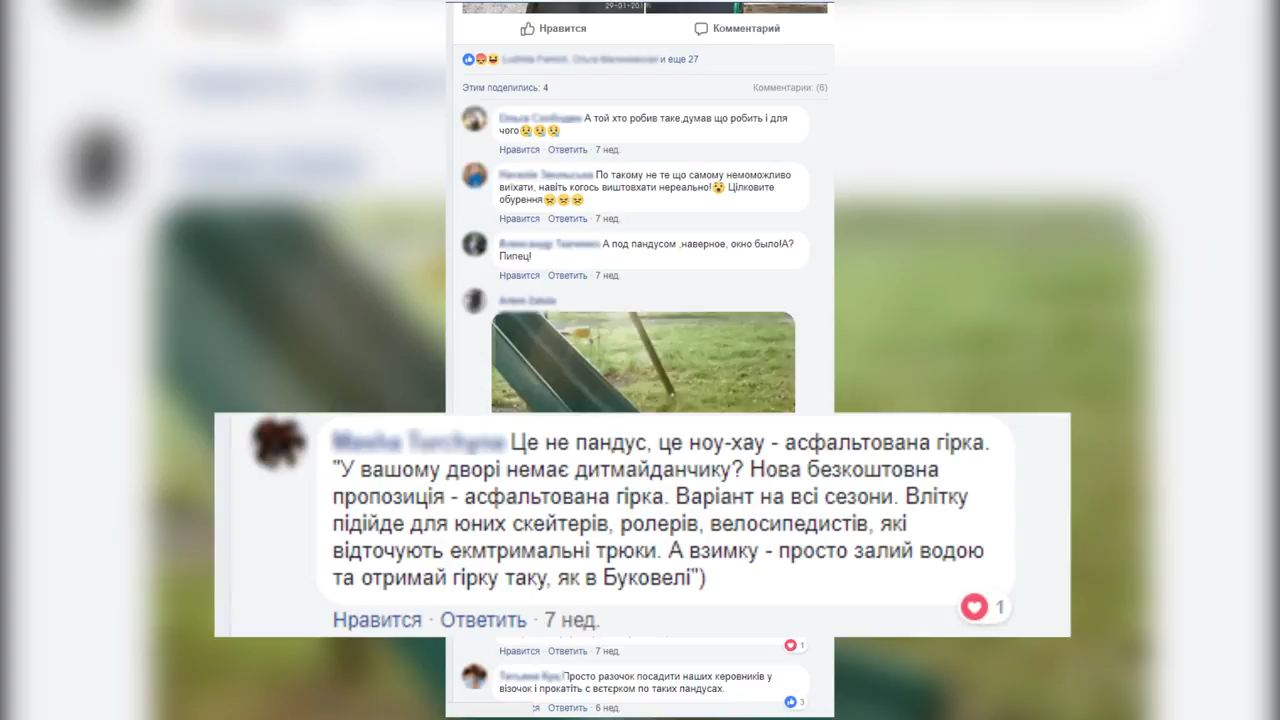 29-01-201
Нравится
Комментарий
и еще 27
Этим поделились: 4
Комментарии: (6)
А той хто робив таке,думав що робить і для
чого😢😢😢
Нравится · Ответить · 7 нед.
По такому не те що самому неможливо
виїхати, навіть когось виштовхати нереально!😵 Цілковите
обурення😣😣😣
Нравится · Ответить · 7 нед.
А под пандусом ,наверное, окно было!А?
Пипец!
Нравится · Ответить · 7 нед.
Це не пандус, це ноу-хау - асфальтована гірка.
"У вашому дворі немає дитмайданчику? Нова безкоштовна
пропозиція - асфальтована гірка. Варіант на всі сезони. Влітку
підійде для юних скейтерів, ролерів, велосипедистів, які
відточують екмтримальні трюки. А взимку - просто залий водою
та отримай гірку таку, як в Буковелі")
1
Нравится · Ответить · 7 нед.
1
Нравится · Ответить · 7 нед.
Просто разочок посадити наших керовників у
візочок і прокатіть с вєтєрком по таких пандусах.
3
Ответить · 6 нед.